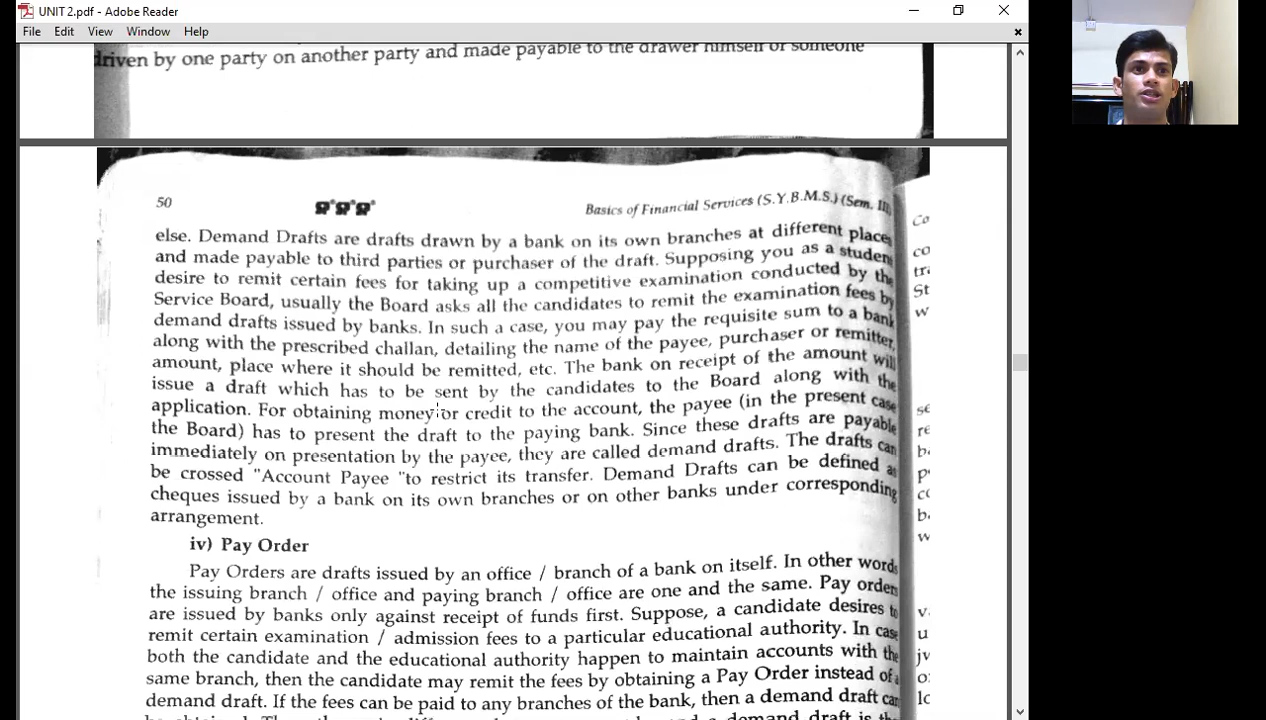 UNIT 2.pdf - Adobe Reader
File Edit View Window Help
driven by one party on another party and made payable to the drawer himself or someone
50
Basics of Financial Services (S.Y.B.M.S.) (Sem. III)
else. Demand Drafts are drafts drawn by a bank on its own branches at different places
and made payable to third parties or purchaser of the draft. Supposing you as a student
desire to remit certain fees for taking up a competitive examination conducted by the
Service Board, usually the Board asks all the candidates to remit the examination fees by
demand drafts issued by banks. In such a case, you may pay the requisite sum to a bank
along with the prescribed challan, detailing the name of the payee, purchaser or remitter,
amount, place where it should be remitted, etc. The bank on receipt of the amount will
issue a draft which has to be sent by the candidates to the Board along with the
application. For obtaining money or credit to the account, the payee (in the present case
the Board) has to present the draft to the paying bank. Since these drafts are payable
immediately on presentation by the payee, they are called demand drafts. The drafts can
be crossed "Account Payee "to restrict its transfer. Demand Drafts can be defined as
cheques issued by a bank on its own branches or on other banks under corresponding
arrangement.
iv) Pay Order
Pay Orders are drafts issued by an office / branch of a bank on itself. In other words
the issuing branch / office and paying branch / office are one and the same. Pay orders
are issued by banks only against receipt of funds first. Suppose, a candidate desires to
remit certain examination / admission fees to a particular educational authority. In case
both the candidate and the educational authority happen to maintain accounts with the
same branch, then the candidate may remit the fees by obtaining a Pay Order instead of a
demand draft. If the fees can be paid to any branches of the bank, then a demand draft can